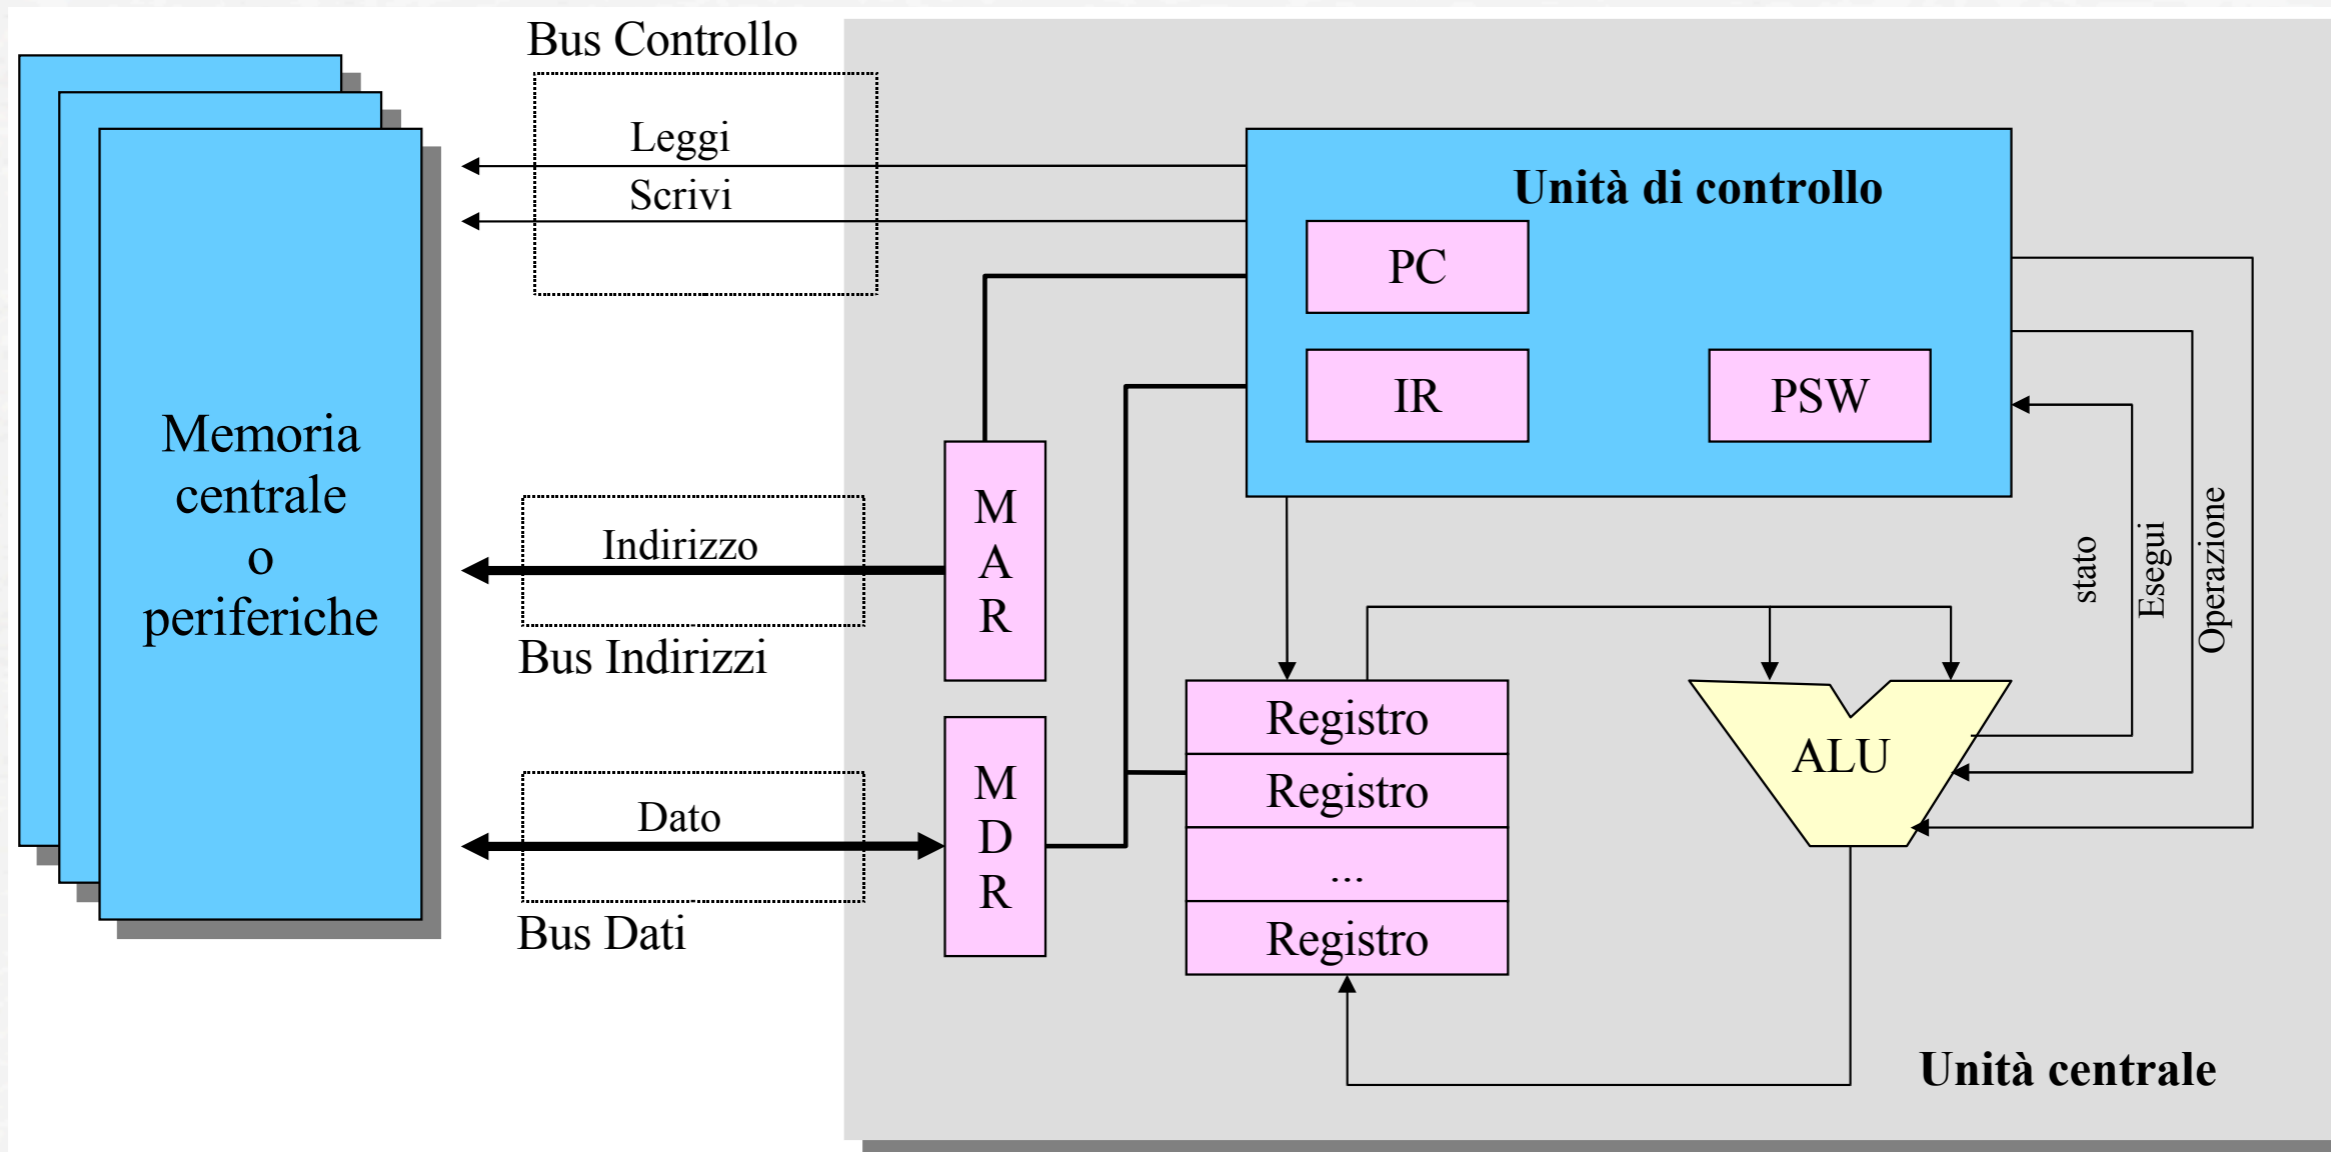 Bus Controllo
Leggi
Scrivi
Unità di controllo
PC
IR
PSW
Memoria
centrale
o
periferiche
Indirizzo
Bus Indirizzi
M
A
R
stato
Esegui
Operazione
Dato
Bus Dati
M
D
R
Registro
Registro
...
Registro
ALU
Unità centrale